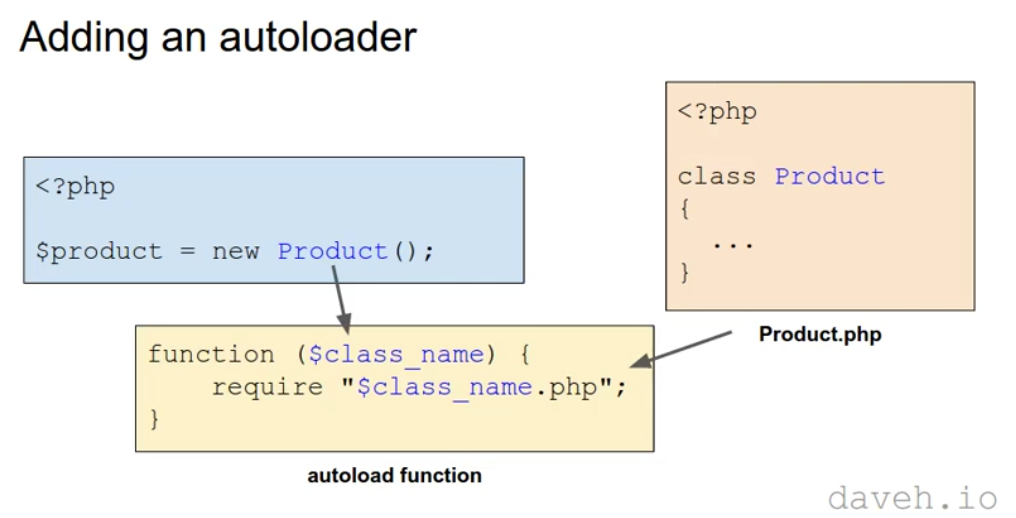 Adding an autoloader
<?php
$product = new Product();
<?php
class Product
{
...
}
Product.php
function ($class_name) {
require "$class_name.php";
}
autoload function
daveh.io